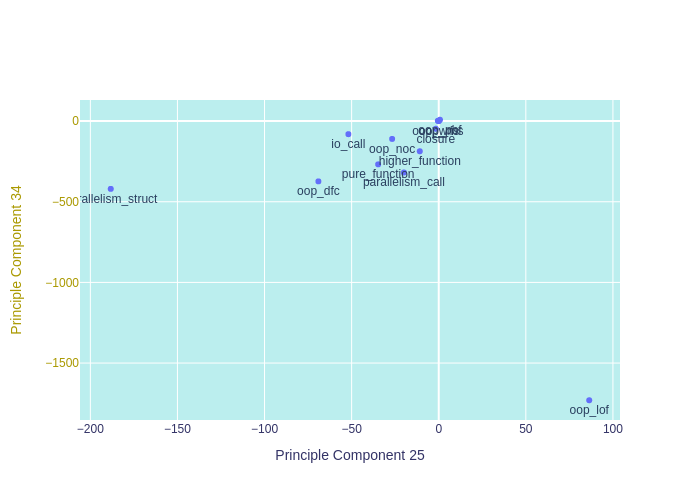 0
−500
−1000
−1500
Principle Component 34
closure
io_call
oop_noc
higher_function
pure_function
parallelism_call
oop_dfc
rallelism_struct
oop_lof
−200
−150
−100
−50
0
50
100
Principle Component 25